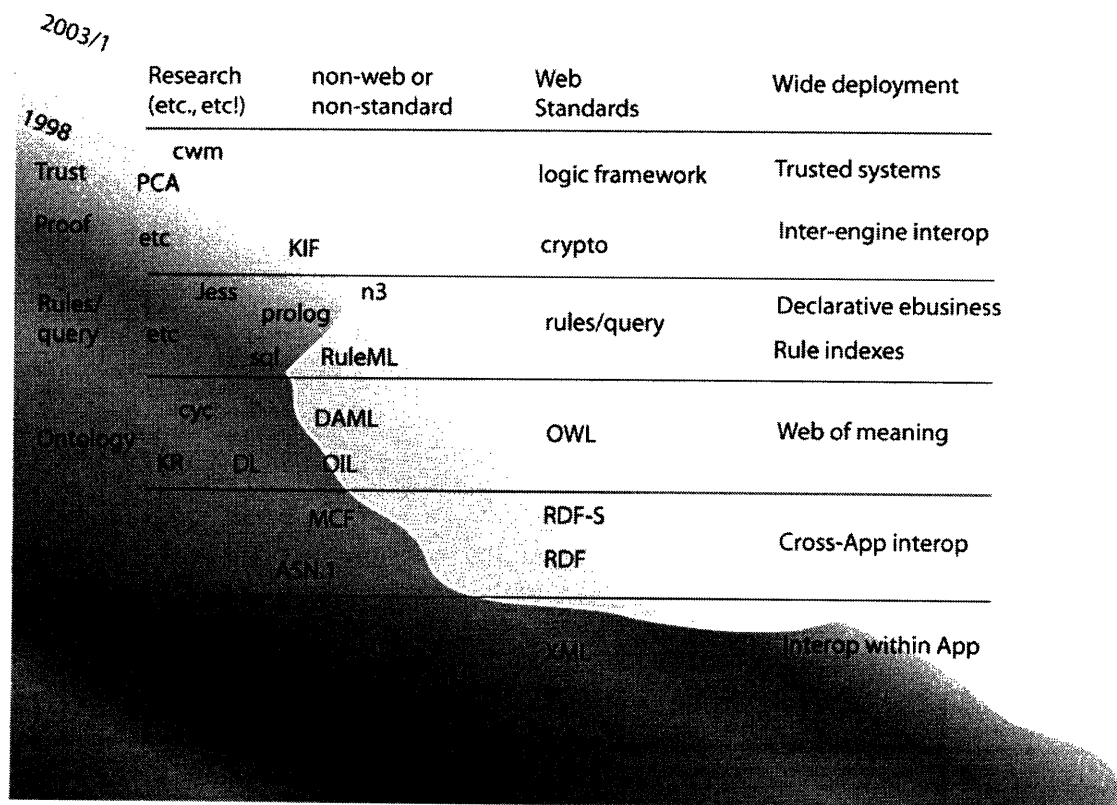 2003/1
Research
(etc., etc!)
non-web or
non-standard
Web
Standards
Wide deployment
1998
Trust
cwm
PCA
logic framework
Trusted systems
Proof
etc
KIF
crypto
Inter-engine interop
Rules/
query
Jess
etc
prolog
sql
n3
RuleML
rules/query
Declarative ebusiness
Rule indexes
Ontology
cyc
KR
DL
DAML
OIL
OWL
Web of meaning
MCF
ASN.1
RDF-S
RDF
Cross-App interop
XML
Interop within App